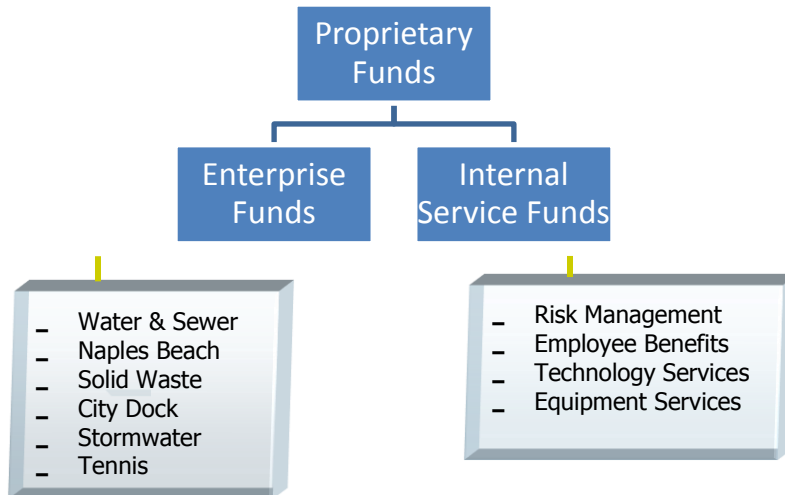 Proprietary
Funds
Enterprise
Funds
Internal
Service Funds
_ Water & Sewer
_ Naples Beach
_ Solid Waste
_ City Dock
_ Stormwater
_ Tennis
_ Risk Management
_ Employee Benefits
_ Technology Services
_ Equipment Services